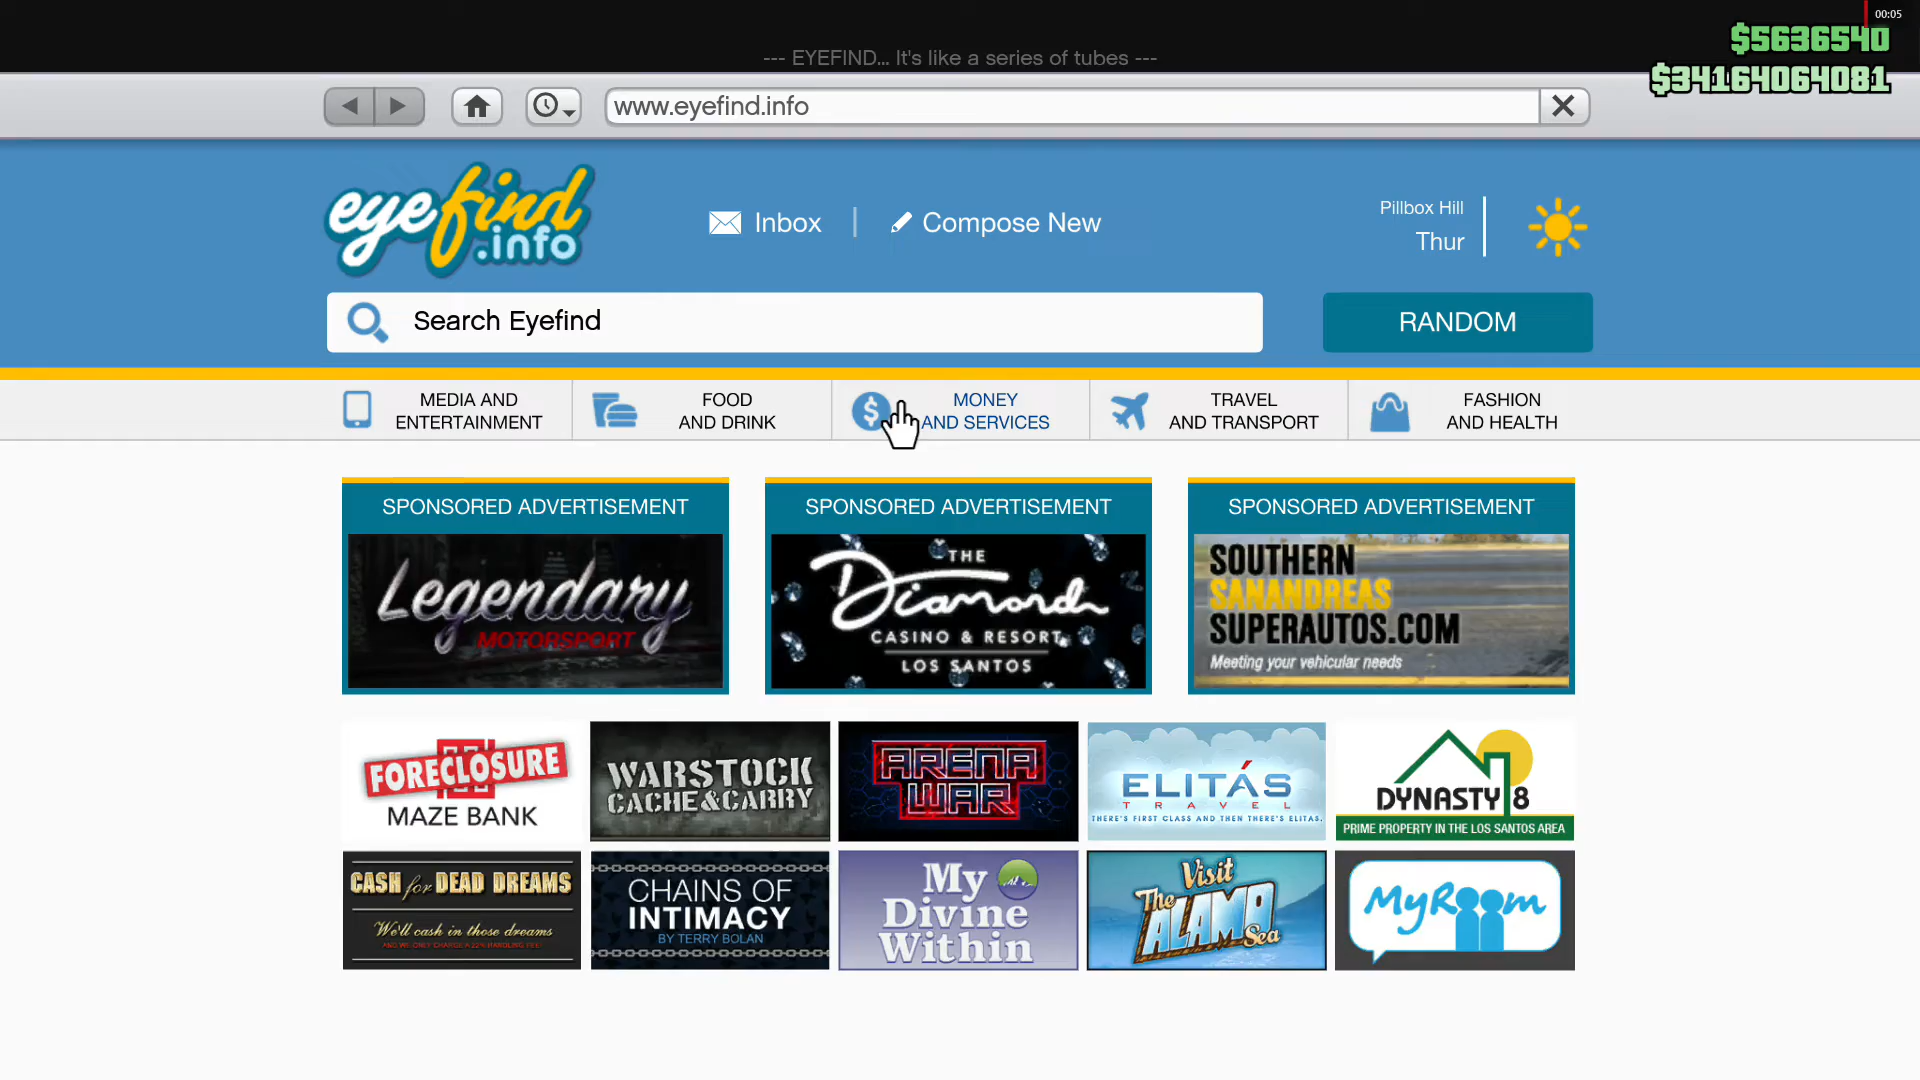 00:05
$5636540
$34164064081
--- EYEFIND... It's like a series of tubes ---
www.eyefind.info
eyefind
.info
Inbox
Compose New
Pillbox Hill
Thur
Search Eyefind
RANDOM
MEDIA AND
ENTERTAINMENT
FOOD
AND DRINK
MONEY
AND SERVICES
TRAVEL
AND TRANSPORT
FASHION
AND HEALTH
SPONSORED ADVERTISEMENT
Legendary
MOTORSPORT
SPONSORED ADVERTISEMENT
THE
Diamond
CASINO & RESORT
LOS SANTOS
SPONSORED ADVERTISEMENT
SOUTHERN
SANANDREAS
SUPERAUTOS.COM
Meeting your vehicular needs
FORECLOSURE
MAZE BANK
WARSTOCK
CACHE&CARRY
ARENA
WAR
ELITÁS
TRAVEL
THERE'S FIRST CLASS AND THEN THERE'S ELITAS.
DYNASTY 8
PRIME PROPERTY IN THE LOS SANTOS AREA
CASH for DEAD DREAMS
We'll cash in those dreams
AND WE ONLY CHARGE A 22% HANDLING FEE!
CHAINS OF
INTIMACY
BY TERRY BOLAN
My
Divine
Within
Visit
The
ALAMO
Sea
MyRoom